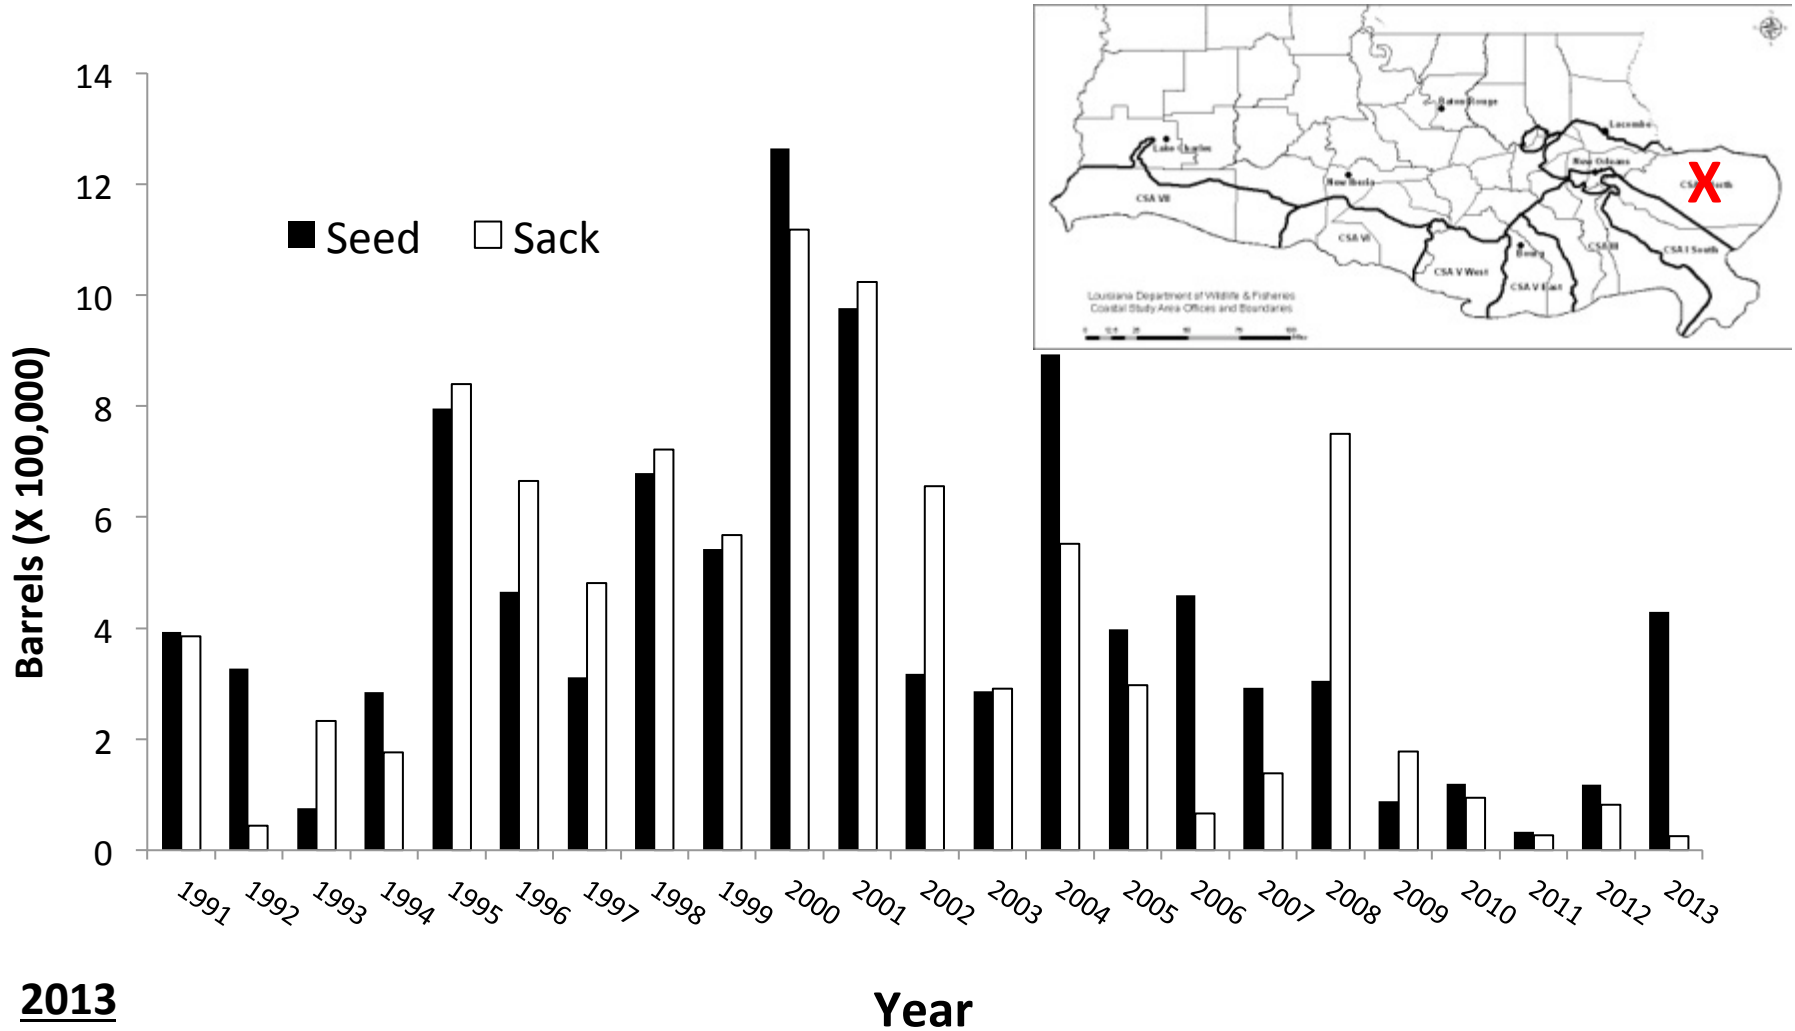 14
12
10
8
6
4
2
0
Barrels (X 100,000)
Seed
Sack
Baton Rouge
Lacombe
Lake Charles
New Orleans
New Iberia
X
CSA VII
CSA VI
CSA III
CSA I South
Bourg
CSA V West
CSA V East
Louisiana Department of Wildlife & Fisheries
Coastal Study Area Offices and Boundaries
1991
1992
1993
1994
1995
1996
1997
1998
1999
2000
2001
2002
2003
2004
2005
2006
2007
2008
2009
2010
2011
2012
2013
2013
Year